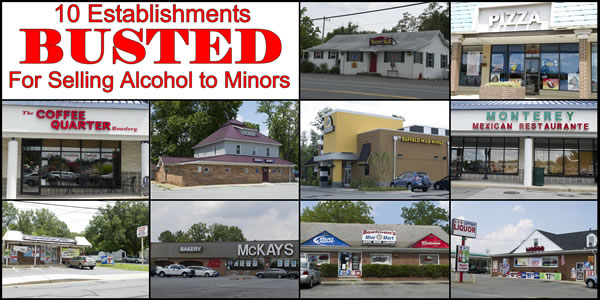 10 Establishments
BUSTED
For Selling Alcohol to Minors
PIZZA
The
COFFEE
QUARTER
Roastery
BUFFALO WILD WINGS
MONTEREY
MEXICAN RESTAURANTE
BAKERY
McKAYS
Mini Mart
LIQUOR